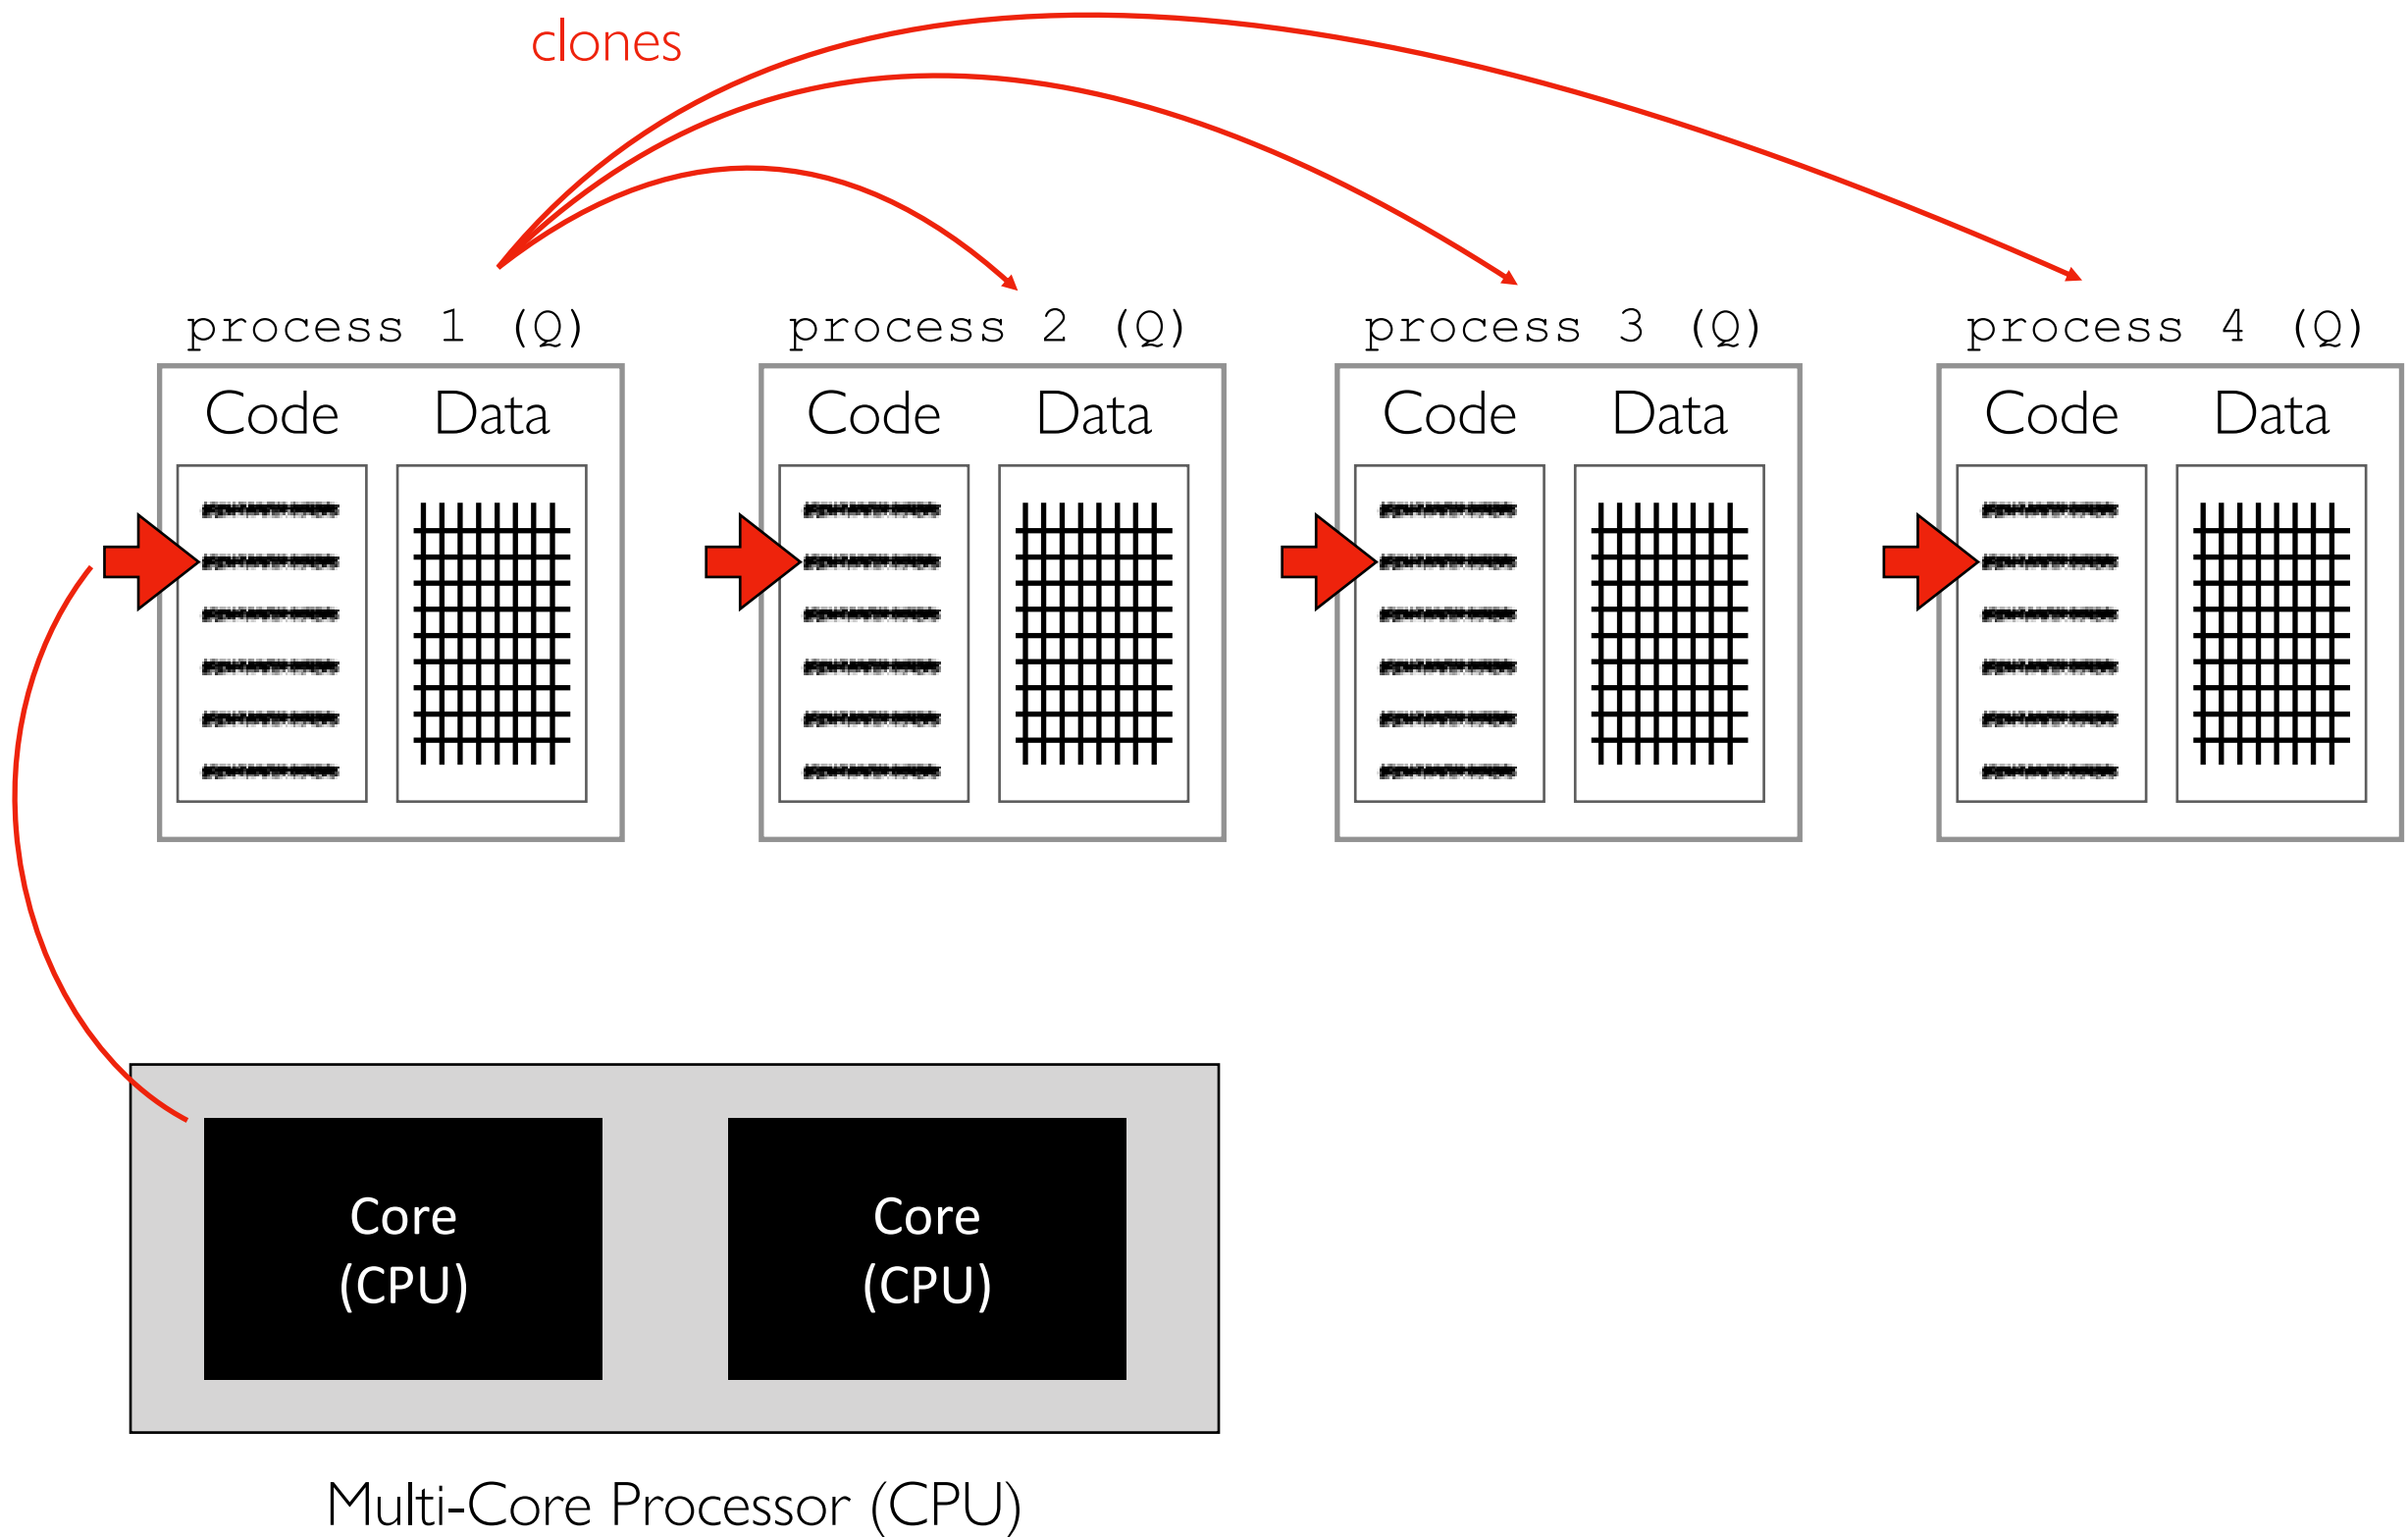 clones
process 1 (Q)
process 2 (Q)
process 3 (Q)
process 4 (Q)
Code Data
Code Data
Code Data
Code Data
Core
(CPU)
Core
(CPU)
Multi-Core Processor (CPU)